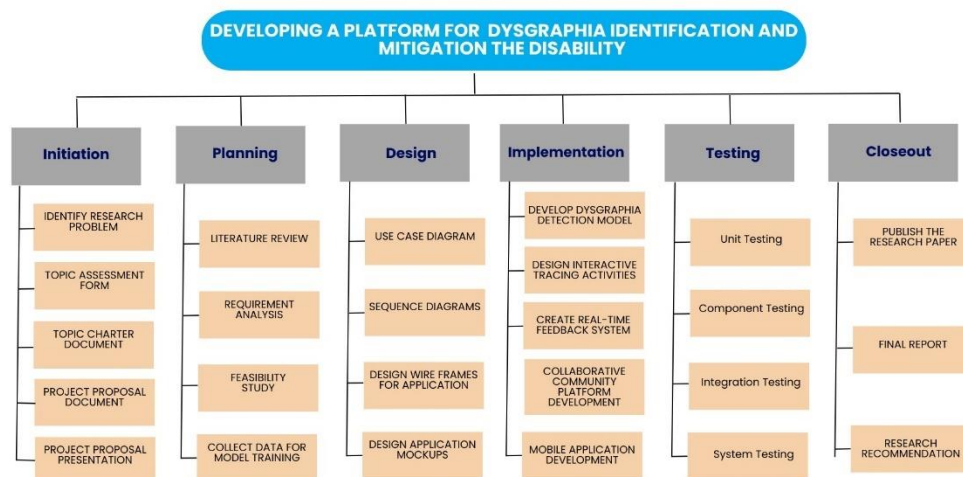 DEVELOPING A PLATFORM FOR DYSGRAPHIA IDENTIFICATION AND
MITIGATION THE DISABILITY
Initiation
IDENTIFY RESEARCH
PROBLEM
TOPIC ASSESSMENT
FORM
TOPIC CHARTER
DOCUMENT
PROJECT PROPOSAL
DOCUMENT
PROJECT PROPOSAL
PRESENTATION
Planning
LITERATURE REVIEW
REQUIREMENT
ANALYSIS
FEASIBILITY
STUDY
COLLECT DATA FOR
MODEL TRAINING
Design
USE CASE DIAGRAM
SEQUENCE DIAGRAMS
DESIGN WIRE FRAMES
FOR APPLICATION
DESIGN APPLICATION
MOCKUPS
Implementation
DEVELOP DYSGRAPHIA
DETECTION MODEL
DESIGN INTERACTIVE
TRACING ACTIVITIES
CREATE REAL-TIME
FEEDBACK SYSTEM
COLLABORATIVE
COMMUNITY
PLATFORM
DEVELOPMENT
MOBILE APPLICATION
DEVELOPMENT
Testing
Unit Testing
Component Testing
Integration Testing
System Testing
Closeout
PUBLISH THE
RESEARCH PAPER
FINAL REPORT
RESEARCH
RECOMMENDATION